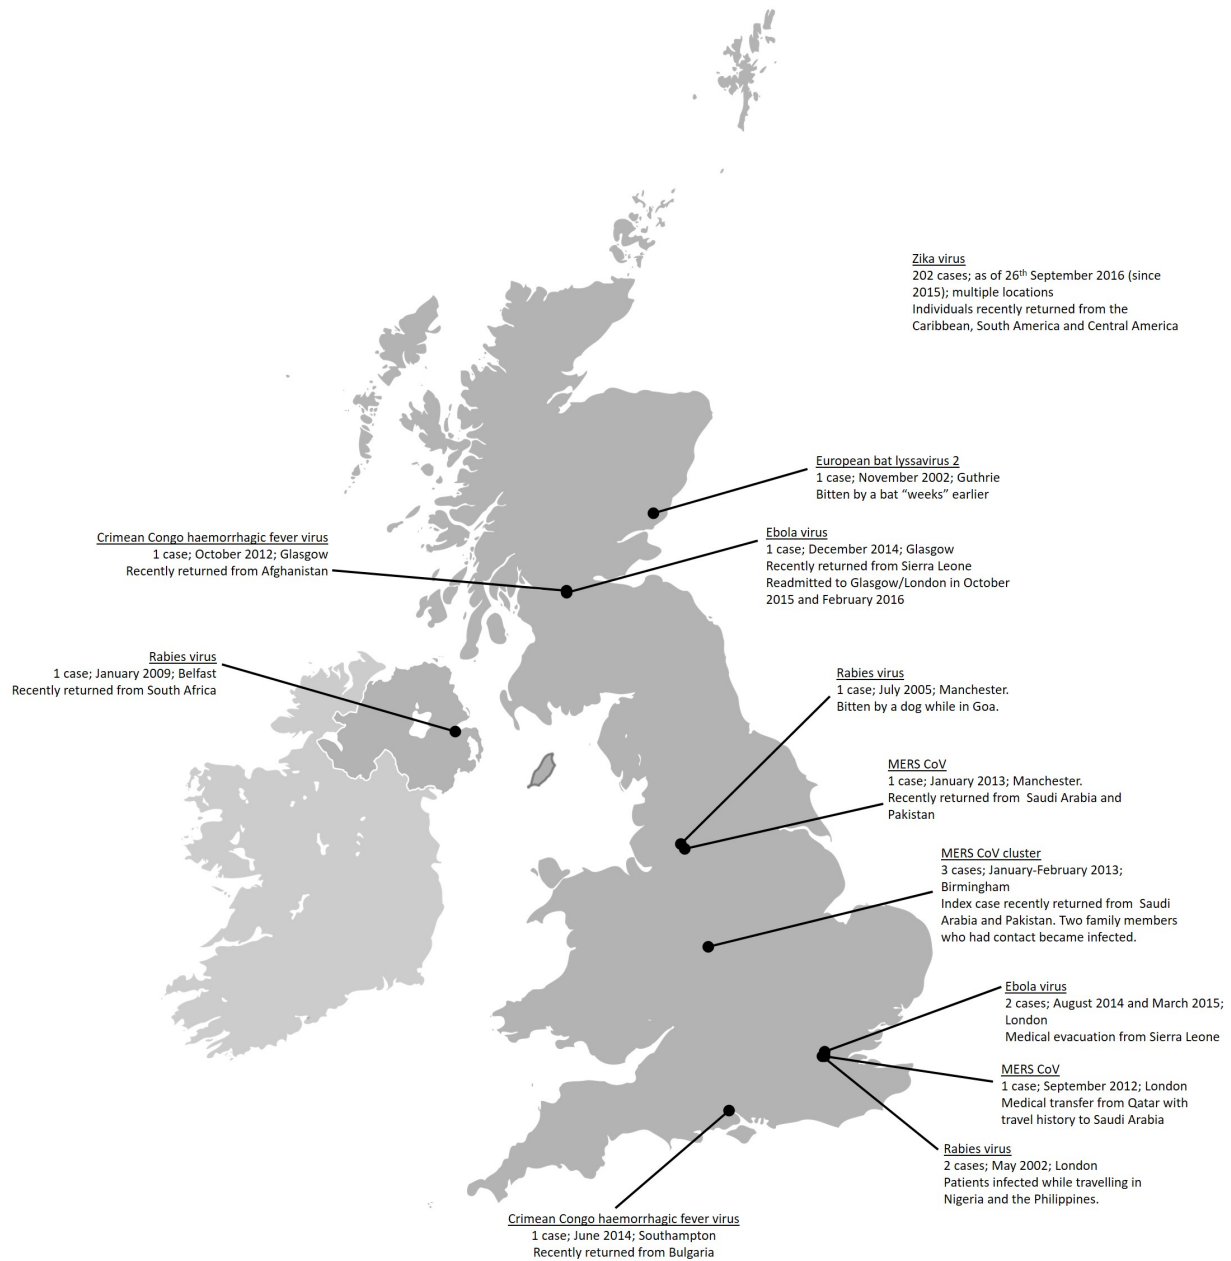 Zika virus
202 cases; as of 26th September 2016 (since
2015); multiple locations
Individuals recently returned from the
Caribbean, South America and Central America
European bat lyssavirus 2
1 case; November 2002; Guthrie
Bitten by a bat “weeks” earlier
Crimean Congo haemorrhagic fever virus
1 case; October 2012; Glasgow
Recently returned from Afghanistan
Ebola virus
1 case; December 2014; Glasgow
Recently returned from Sierra Leone
Readmitted to Glasgow/London in October
2015 and February 2016
Rabies virus
1 case; January 2009; Belfast
Recently returned from South Africa
Rabies virus
1 case; July 2005; Manchester.
Bitten by a dog while in Goa.
MERS CoV
1 case; January 2013; Manchester.
Recently returned from Saudi Arabia and
Pakistan
MERS CoV cluster
3 cases; January-February 2013;
Birmingham
Index case recently returned from Saudi
Arabia and Pakistan. Two family members
who had contact became infected.
Ebola virus
2 cases; August 2014 and March 2015;
London
Medical evacuation from Sierra Leone
MERS CoV
1 case; September 2012; London
Medical transfer from Qatar with
travel history to Saudi Arabia
Rabies virus
2 cases; May 2002; London
Patients infected while travelling in
Nigeria and the Philippines.
Crimean Congo haemorrhagic fever virus
1 case; June 2014; Southampton
Recently returned from Bulgaria